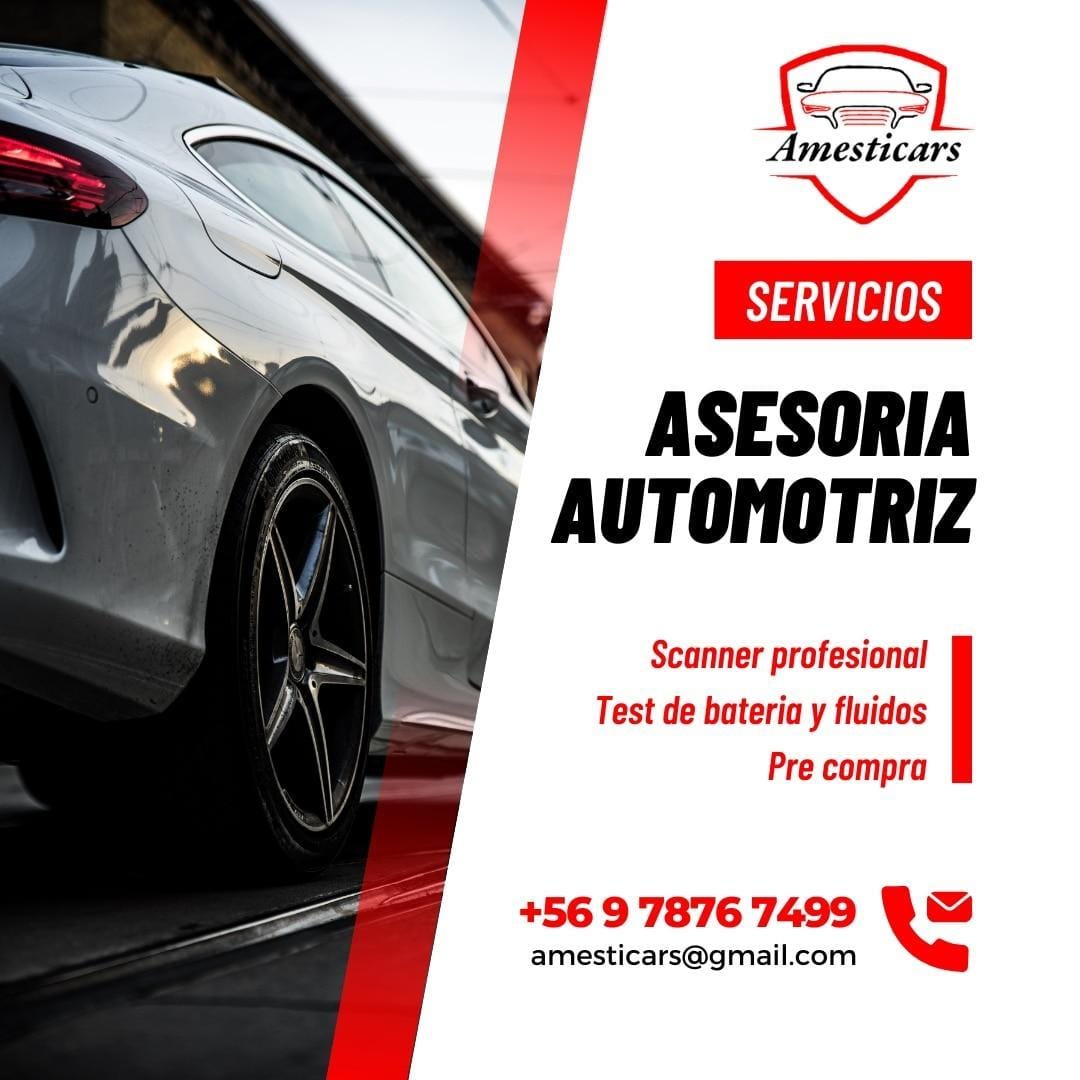 Amesticars
SERVICIOS
ASESORIA
AUTOMOTRIZ
Scanner profesional
Test de bateria y fluidos
Pre compra
+56 9 7876 7499
amesticars@gmail.com